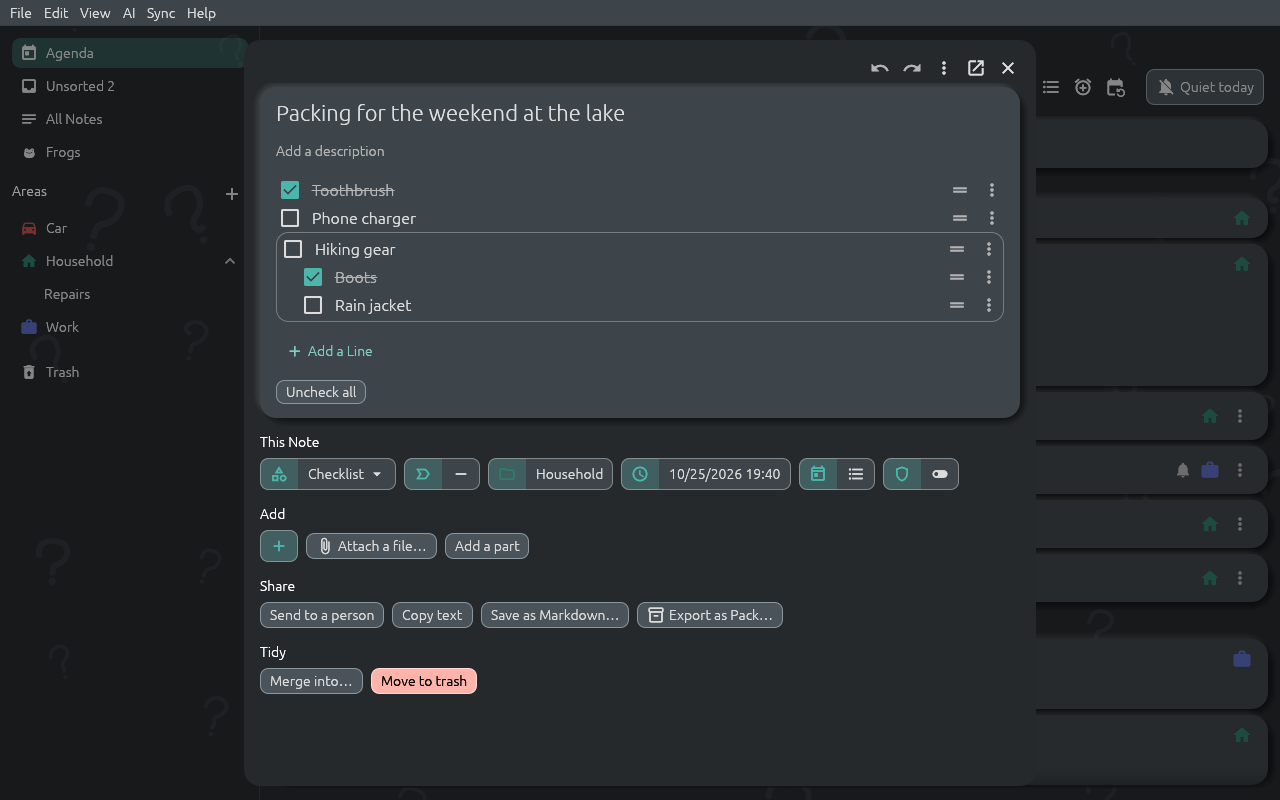 File Edit View AI Sync Help
Agenda
Unsorted 2
All Notes
Frogs
Areas
Car
Household
Repairs
Work
Trash
Quiet today
Packing for the weekend at the lake
Add a description
Toothbrush
Phone charger
Hiking gear
Boots
Rain jacket
Add a Line
Uncheck all
This Note
Checklist
Household
10/25/2026 19:40
Add
Attach a file…
Add a part
Share
Send to a person
Copy text
Save as Markdown…
Export as Pack…
Tidy
Merge into…
Move to trash